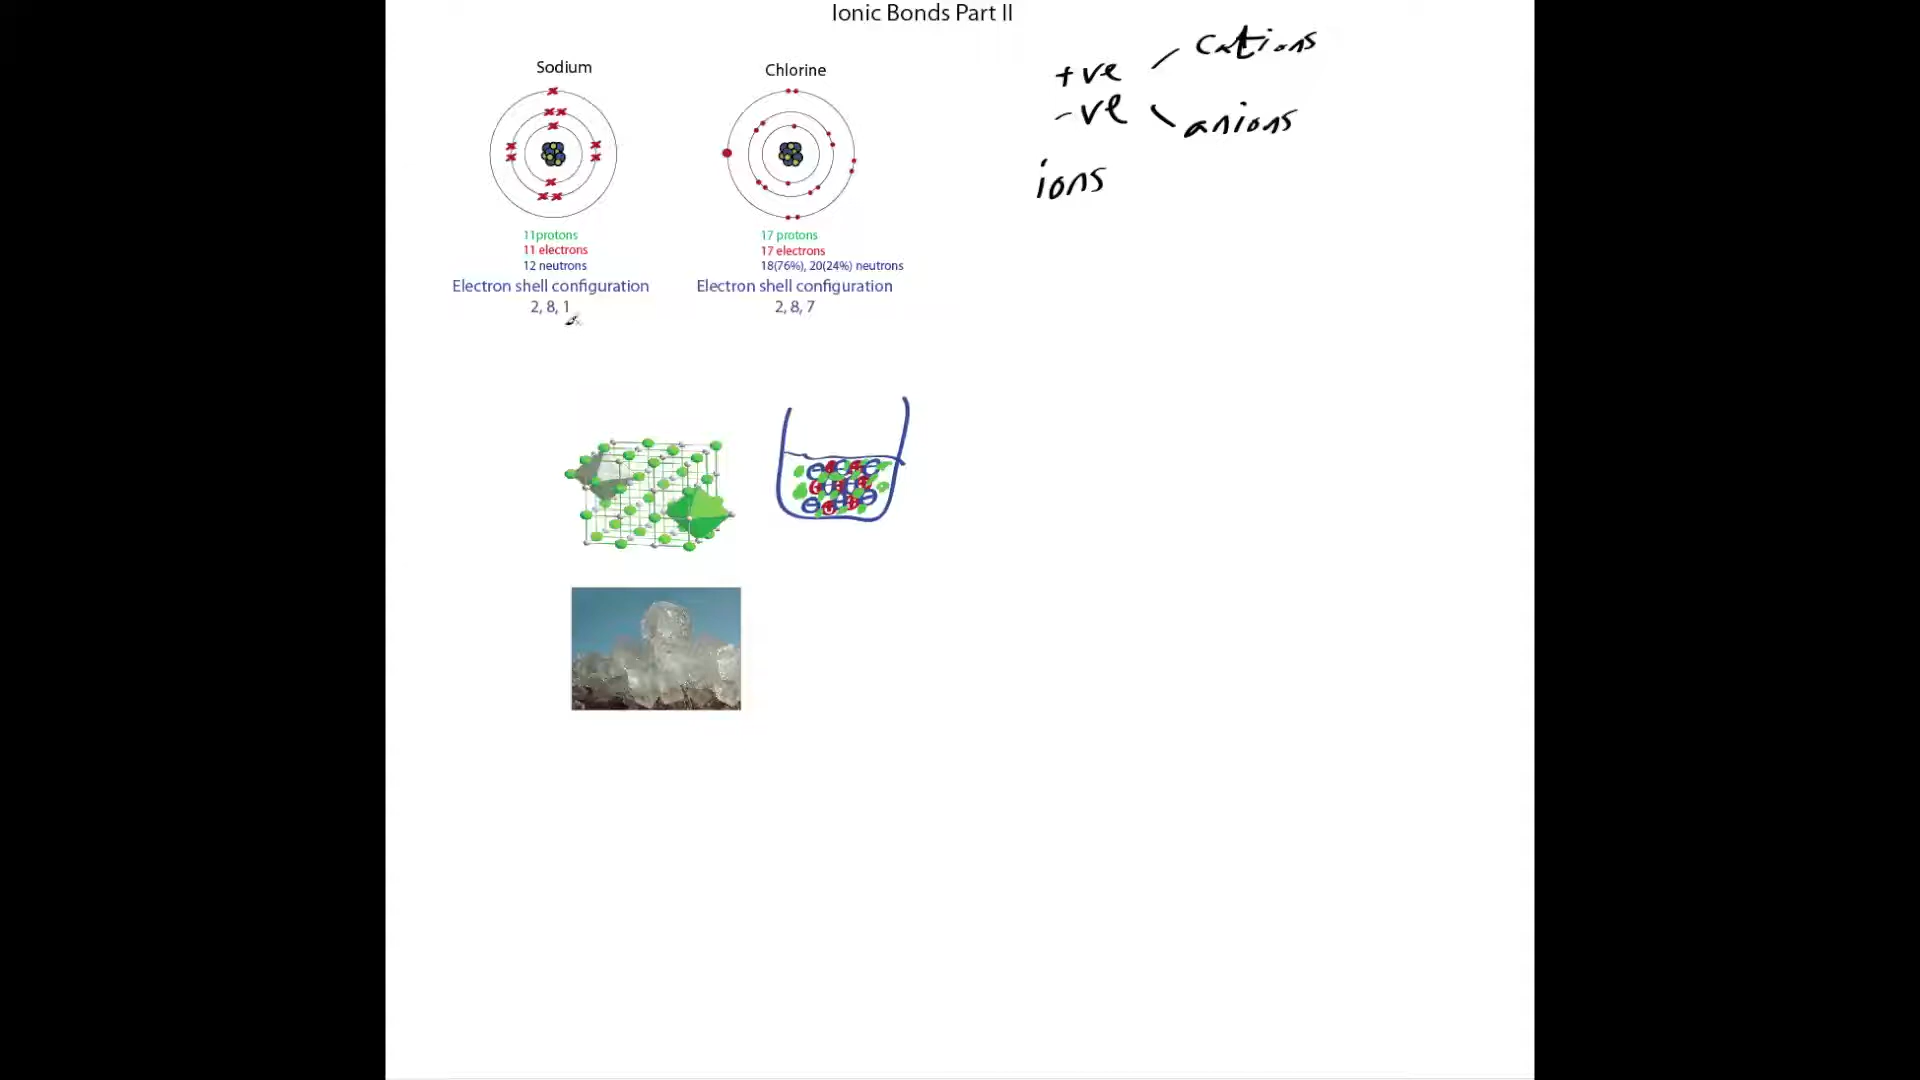 Ionic Bonds Part II
Sodium
Chlorine
11protons
11 electrons
12 neutrons
Electron shell configuration
2, 8, 1
17 protons
17 electrons
18(76%), 20(24%) neutrons
Electron shell configuration
2, 8, 7
+ve
cations
-ve
anions
ions